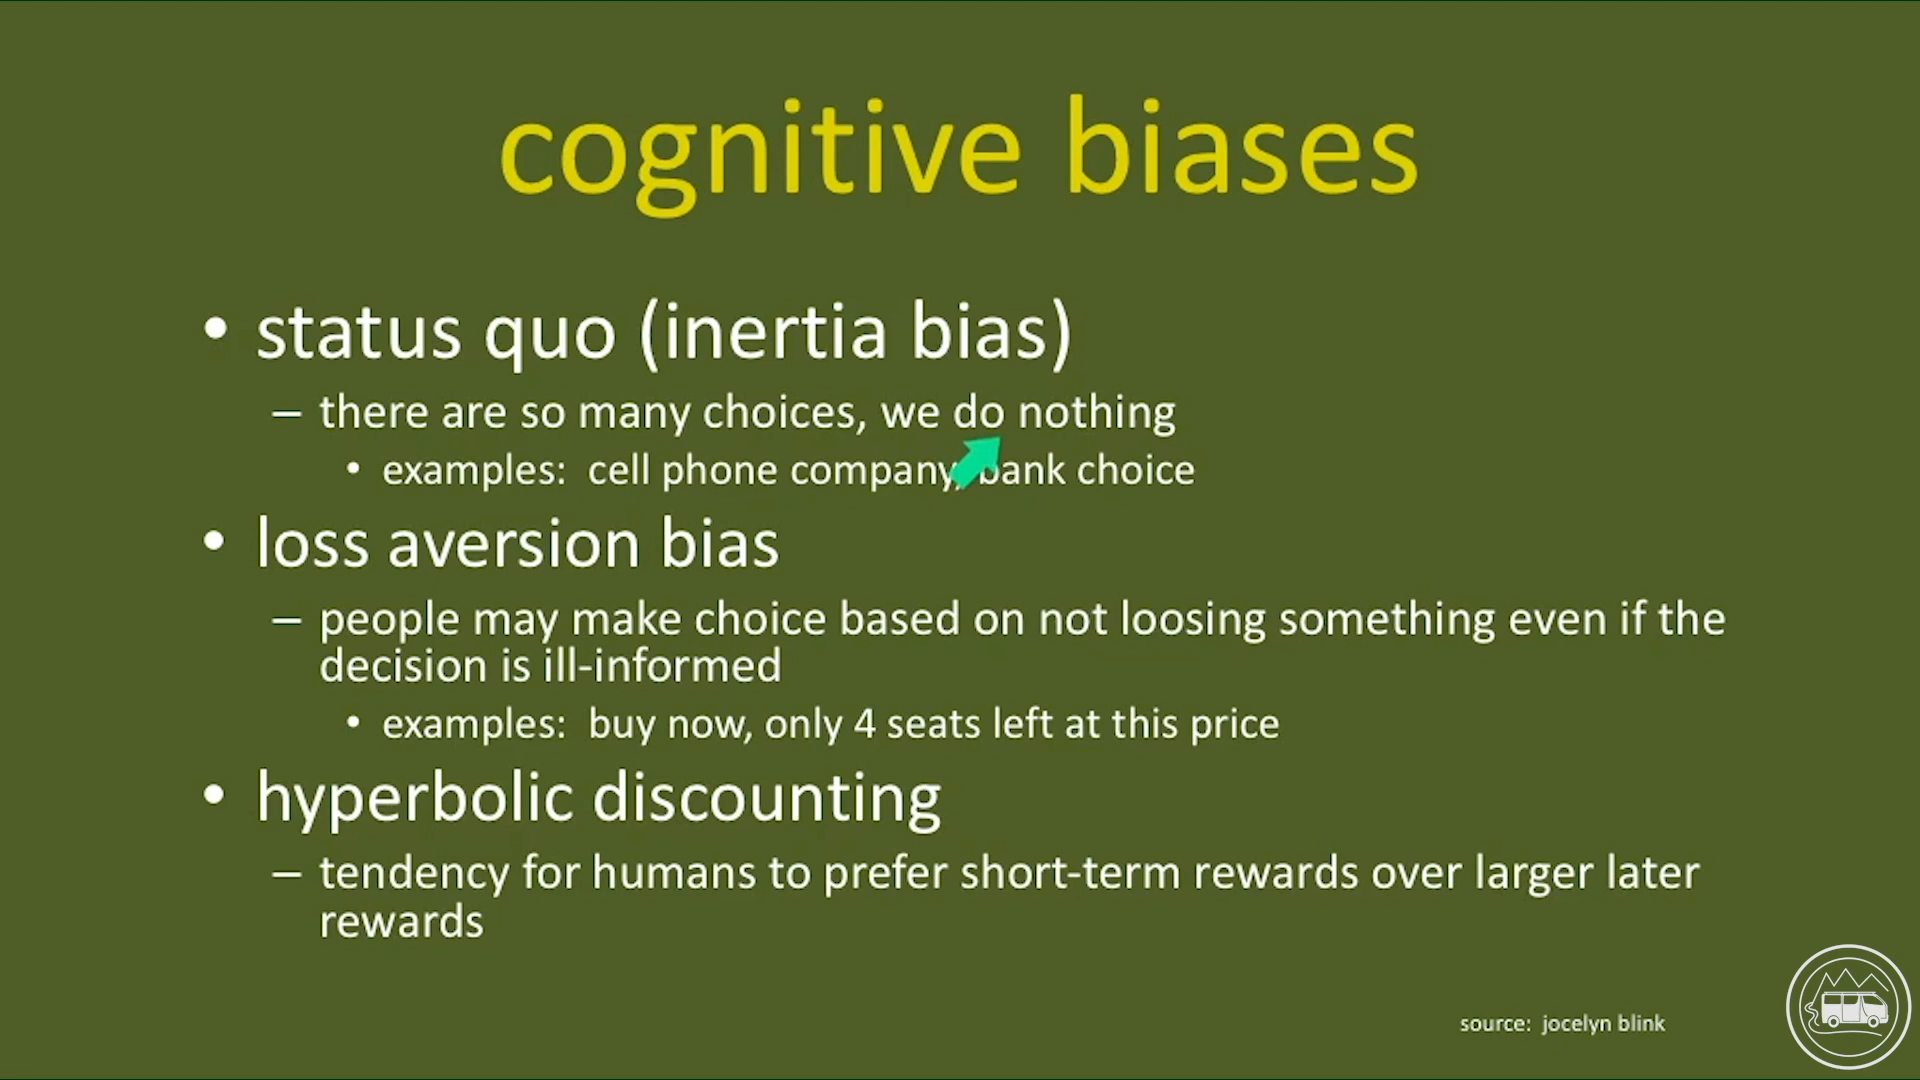 cognitive biases
• status quo (inertia bias)
– there are so many choices, we do nothing
• examples: cell phone company, bank choice
• loss aversion bias
– people may make choice based on not loosing something even if the
decision is ill-informed
• examples: buy now, only 4 seats left at this price
• hyperbolic discounting
– tendency for humans to prefer short-term rewards over larger later
rewards
source: jocelyn blink